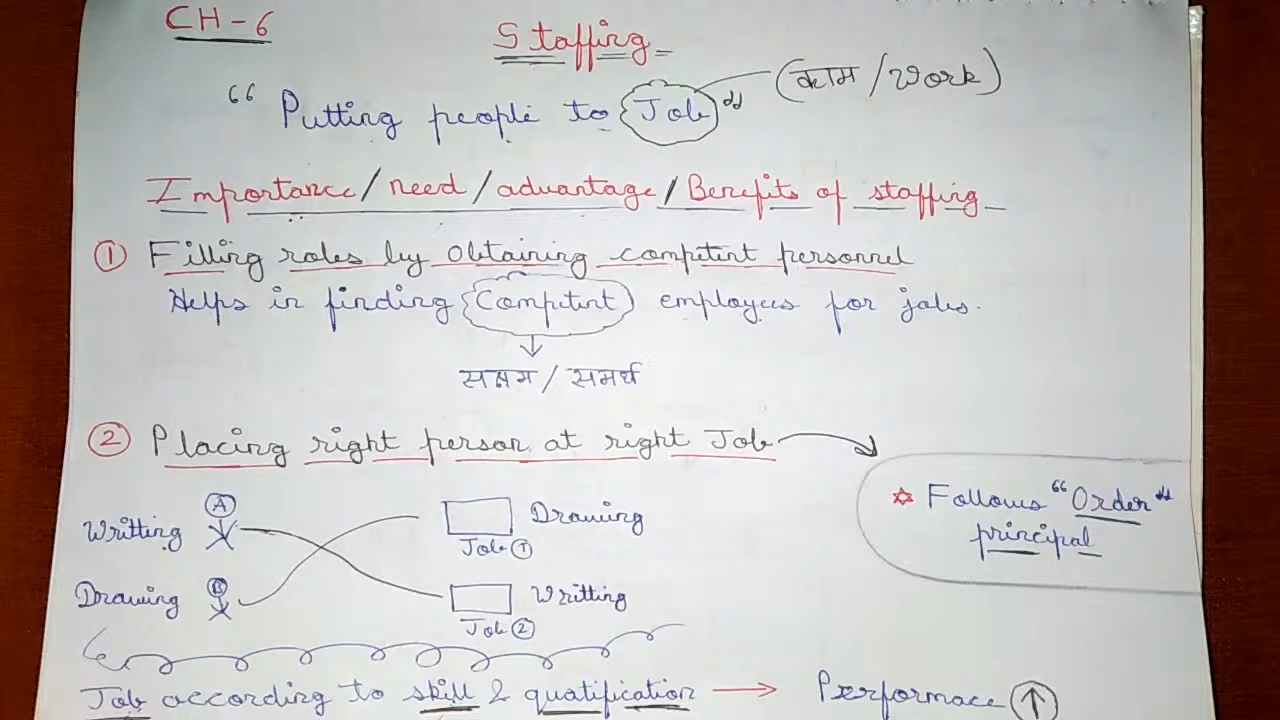 CH-6
Staffing
"Putting people to Job" (काम/Work)
Importance/need/advantage/Benefits of staffing
① Filling roles by obtaining competent personnel
Helps in finding Competent employees for jobs.
सक्षम/समर्थ
② Placing right person at right Job
Follows "Order"
principal
Writting A Drawing
Job ①
Drawing B Writting
Job ②
Job according to skill & quatification → Performace ↑